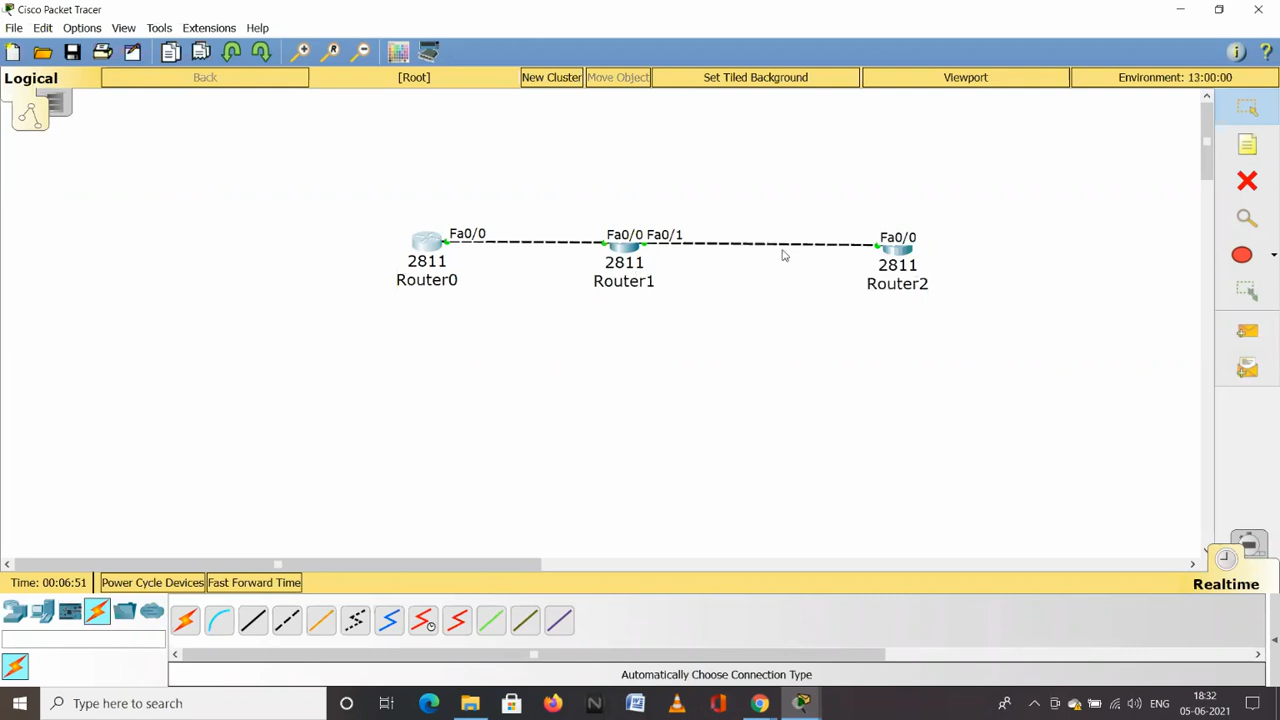 Cisco Packet Tracer
File Edit Options View Tools Extensions Help
Logical Back [Root] New Cluster Move Object Set Tiled Background Viewport Environment: 13:00:00
Fa0/0 Fa0/0 Fa0/1 Fa0/0
2811 2811 2811
Router0 Router1 Router2
Time: 00:06:51 Power Cycle Devices Fast Forward Time Realtime
Automatically Choose Connection Type
Type here to search ENG 18:32
05-06-2021